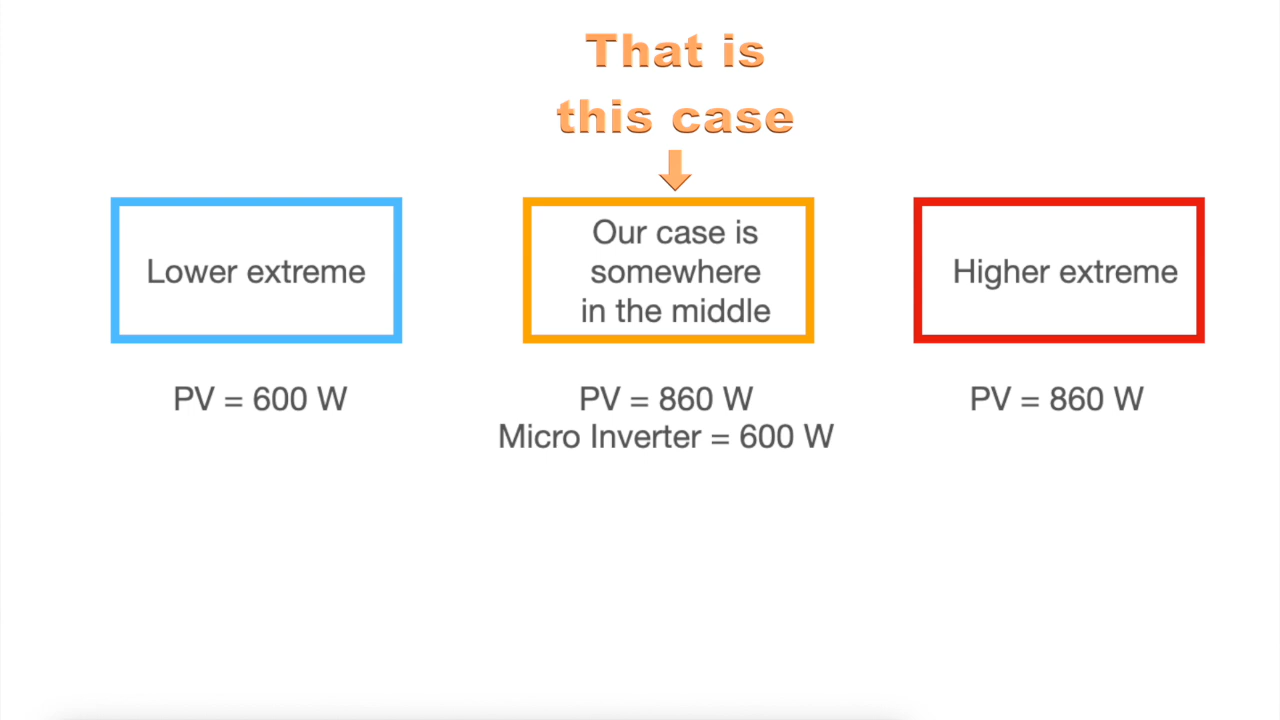 That is
this case
Lower extreme
Our case is
somewhere
in the middle
Higher extreme
PV = 600 W
PV = 860 W
Micro Inverter = 600 W
PV = 860 W